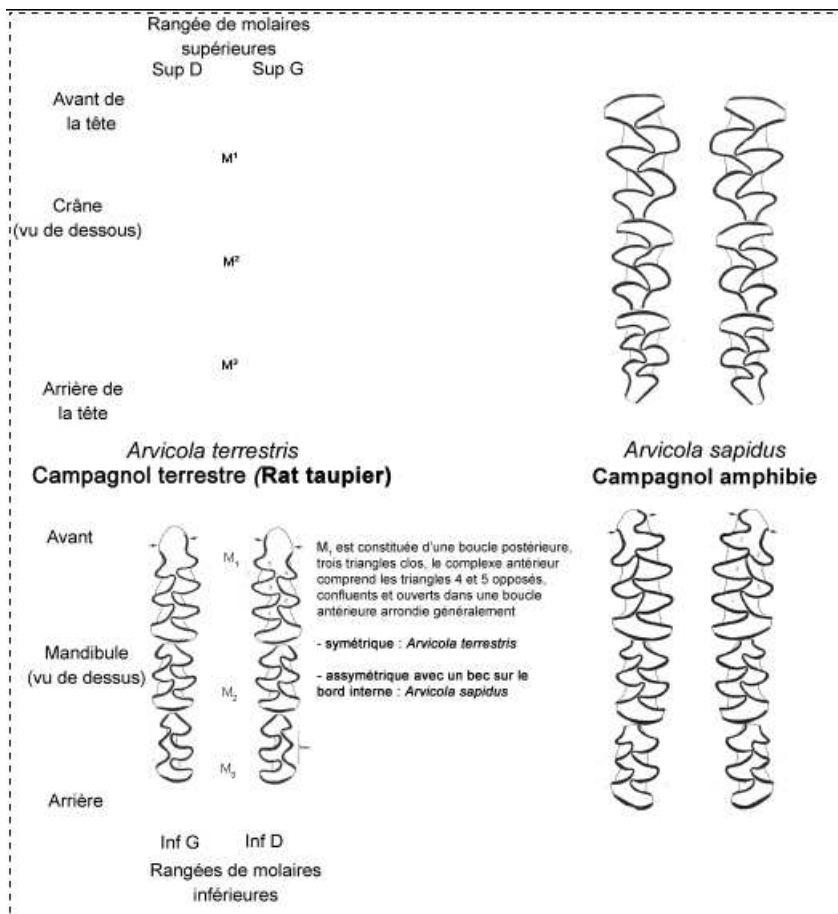 Rangée de molaires
supérieures
Sup D Sup G
Avant de
la tête
M¹
Crâne
(vu de dessous)
M²
M³
Arrière de
la tête
Arvicola terrestris
Campagnol terrestre (Rat taupier)
Arvicola sapidus
Campagnol amphibie
Avant
M₁
M₁ est constituée d'une boucle postérieure,
trois triangles clos, le complexe antérieur
comprend les triangles 4 et 5 opposés,
confluents et ouverts dans une boucle
antérieure arrondie généralement
- symétrique : Arvicola terrestris
- assymétrique avec un bec sur le
bord interne : Arvicola sapidus
Mandibule
(vu de dessus)
M₂
M₃
Arrière
Inf G Inf D
Rangées de molaires
inférieures